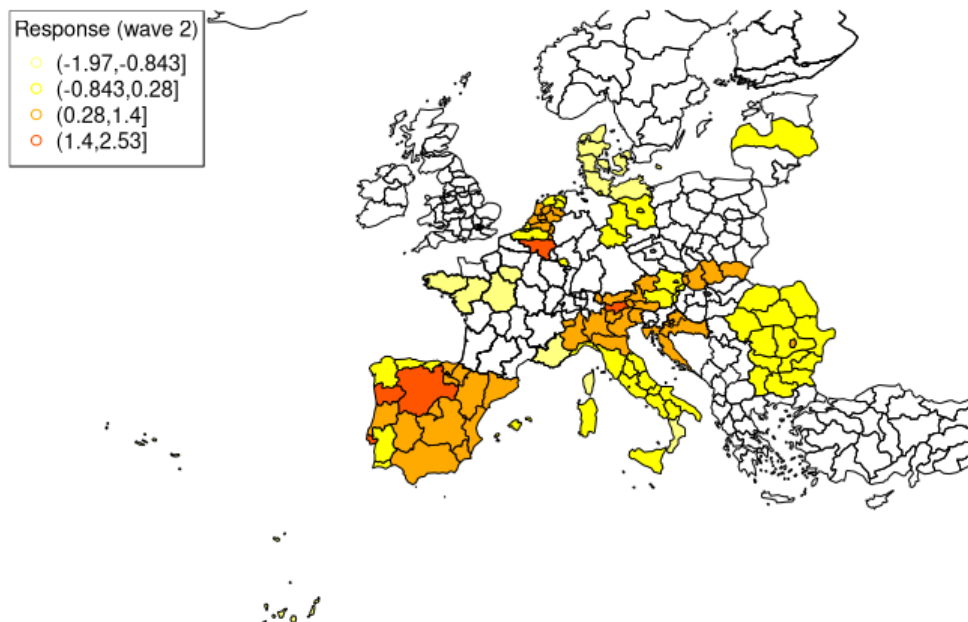 Response (wave 2)
(-1.97,-0.843]
(-0.843,0.28]
(0.28,1.4]
(1.4,2.53]